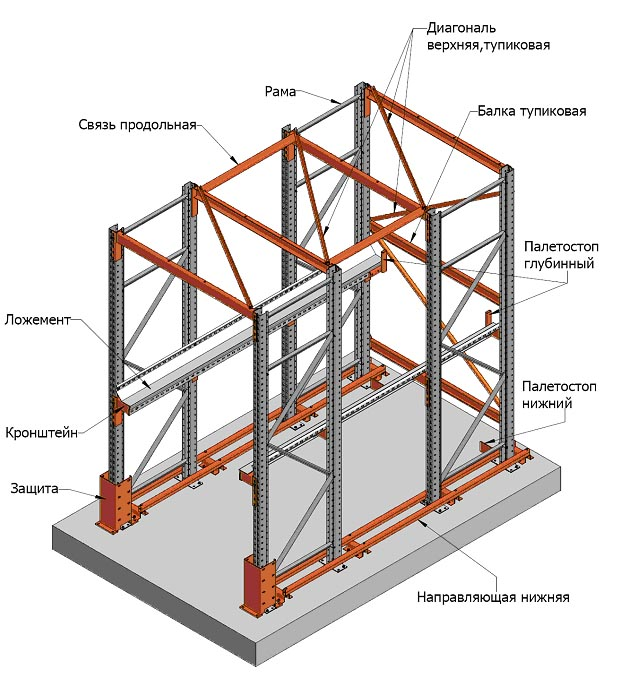 Диагональ
верхняя,тупиковая
Рама
Балка тупиковая
Связь продольная
Палетостоп
глубинный
Ложемент
Палетостоп
нижний
Кронштейн
Защита
Направляющая нижняя